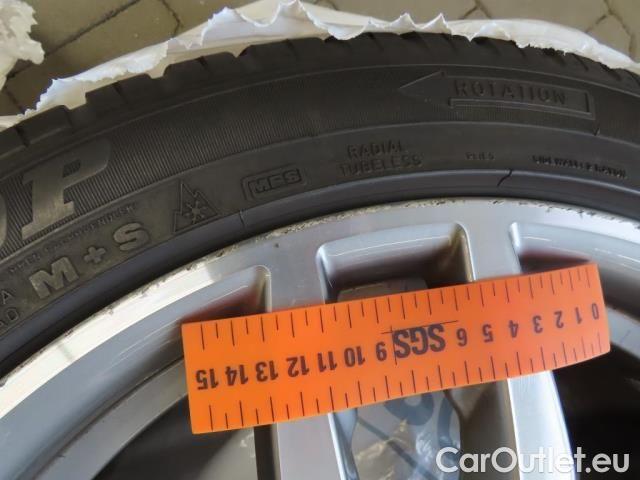 ROTATION
RADIAL
TUBELESS
MFS
OP
M+S
0 1 2 3 4 5 6 SGS 9 10 11 12 13 14 15
CarOutlet.eu